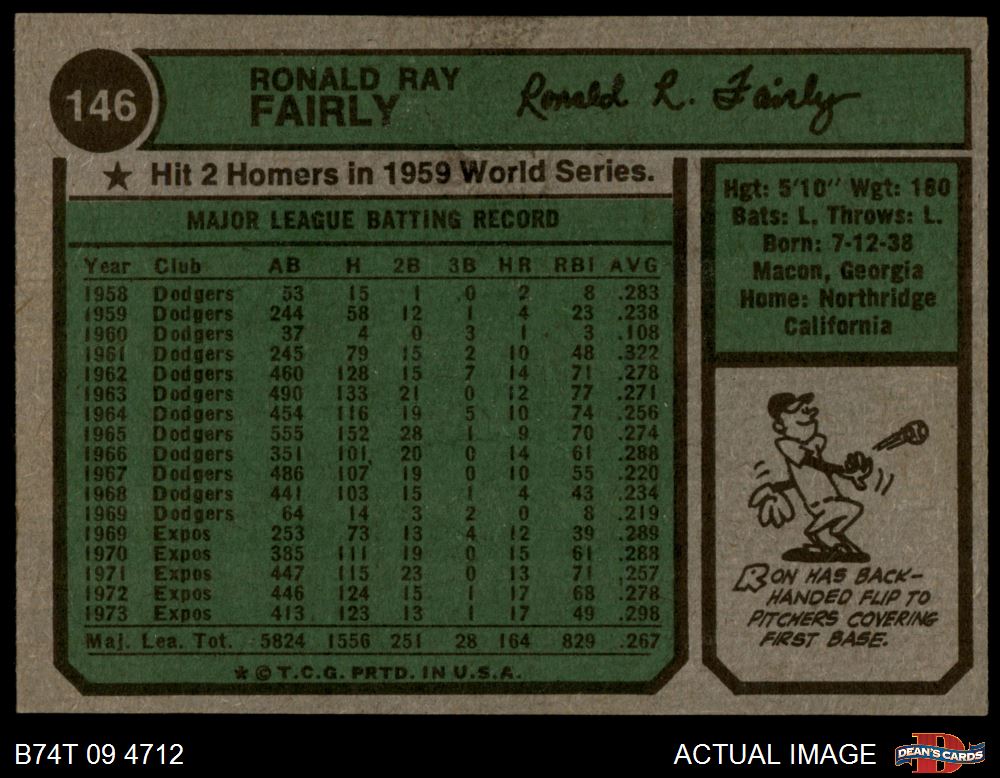 146
RONALD RAY
FAIRLY
Ronald R. Fairly
★ Hit 2 Homers in 1959 World Series.
MAJOR LEAGUE BATTING RECORD
Year Club AB H 2B 3B HR RBI AVG
1958 Dodgers 53 15 1 0 2 8 .283
1959 Dodgers 244 58 12 1 4 23 .238
1960 Dodgers 37 4 0 3 1 3 .108
1961 Dodgers 245 79 15 2 10 48 .322
1962 Dodgers 460 128 15 7 14 71 .278
1963 Dodgers 490 133 21 0 12 77 .271
1964 Dodgers 454 116 19 5 10 74 .256
1965 Dodgers 555 152 28 1 9 70 .274
1966 Dodgers 351 101 20 0 14 61 .288
1967 Dodgers 486 107 19 0 10 55 .220
1968 Dodgers 441 103 15 1 4 43 .234
1969 Dodgers 64 14 3 2 0 8 .219
1969 Expos 253 73 13 4 12 39 .289
1970 Expos 385 111 19 0 15 61 .288
1971 Expos 447 115 23 0 13 71 .257
1972 Expos 446 124 15 1 17 68 .278
1973 Expos 413 123 13 1 17 49 .298
Maj. Lea. Tot. 5824 1556 251 28 164 829 .267
★ © T.C.G. PRTD. IN U.S.A.
Hgt: 5'10" Wgt: 180
Bats: L. Throws: L.
Born: 7-12-38
Macon, Georgia
Home: Northridge
California
RON HAS BACK-
HANDED FLIP TO
PITCHERS COVERING
FIRST BASE.
B74T 09 4712
ACTUAL IMAGE
DEAN'S CARDS